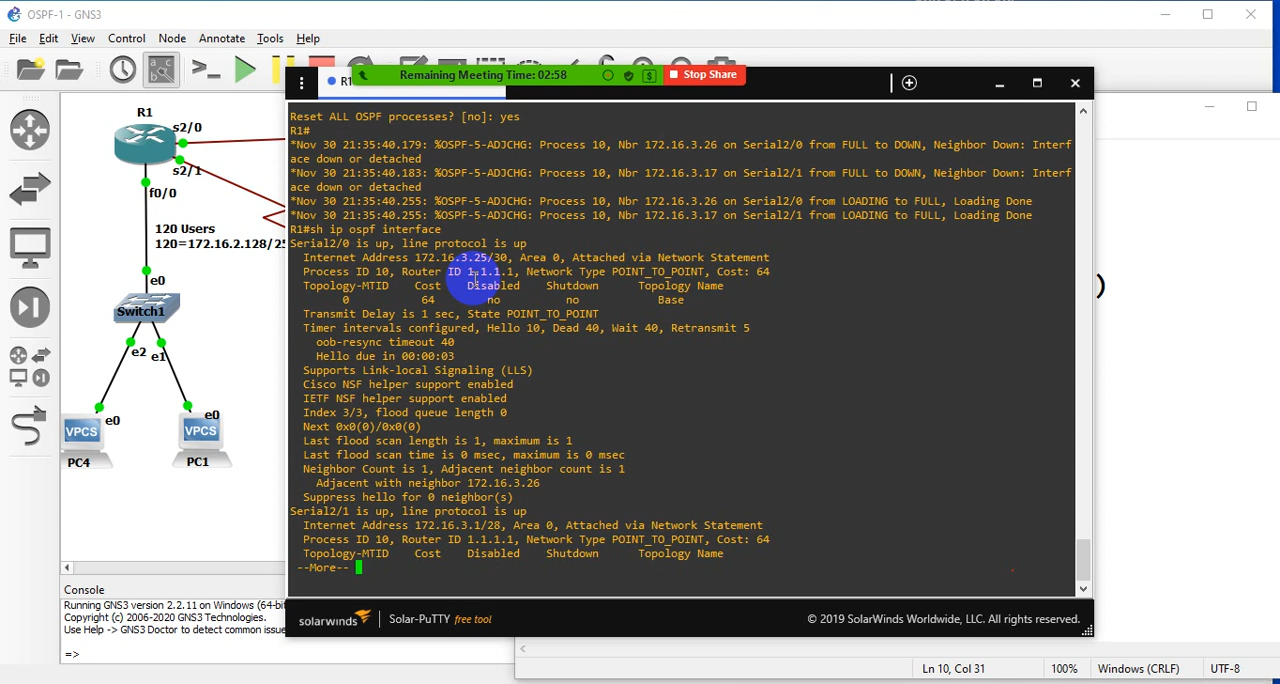 OSPF-1 - GNS3
File Edit View Control Node Annotate Tools Help
R1
Remaining Meeting Time: 02:58
Stop Share
R1
s2/0
s2/1
f0/0
120 Users
120=172.16.2.128/25
e0
Switch1
e2 e1
e0
e0
VPCS
VPCS
PC4
PC1
Reset ALL OSPF processes? [no]: yes
R1#
*Nov 30 21:35:40.179: %OSPF-5-ADJCHG: Process 10, Nbr 172.16.3.26 on Serial2/0 from FULL to DOWN, Neighbor Down: Interf
ace down or detached
*Nov 30 21:35:40.183: %OSPF-5-ADJCHG: Process 10, Nbr 172.16.3.17 on Serial2/1 from FULL to DOWN, Neighbor Down: Interf
ace down or detached
*Nov 30 21:35:40.255: %OSPF-5-ADJCHG: Process 10, Nbr 172.16.3.26 on Serial2/0 from LOADING to FULL, Loading Done
*Nov 30 21:35:40.255: %OSPF-5-ADJCHG: Process 10, Nbr 172.16.3.17 on Serial2/1 from LOADING to FULL, Loading Done
R1#sh ip ospf interface
Serial2/0 is up, line protocol is up
Internet Address 172.16.3.25/30, Area 0, Attached via Network Statement
Process ID 10, Router ID 1.1.1.1, Network Type POINT_TO_POINT, Cost: 64
Topology-MTID Cost Disabled Shutdown Topology Name
0 64 no no Base
Transmit Delay is 1 sec, State POINT_TO_POINT
Timer intervals configured, Hello 10, Dead 40, Wait 40, Retransmit 5
oob-resync timeout 40
Hello due in 00:00:03
Supports Link-local Signaling (LLS)
Cisco NSF helper support enabled
IETF NSF helper support enabled
Index 3/3, flood queue length 0
Next 0x0(0)/0x0(0)
Last flood scan length is 1, maximum is 1
Last flood scan time is 0 msec, maximum is 0 msec
Neighbor Count is 1, Adjacent neighbor count is 1
Adjacent with neighbor 172.16.3.26
Suppress hello for 0 neighbor(s)
Serial2/1 is up, line protocol is up
Internet Address 172.16.3.1/28, Area 0, Attached via Network Statement
Process ID 10, Router ID 1.1.1.1, Network Type POINT_TO_POINT, Cost: 64
Topology-MTID Cost Disabled Shutdown Topology Name
--More--
solarwinds Solar-PuTTY free tool © 2019 SolarWinds Worldwide, LLC. All rights reserved.
)
Console
Running GNS3 version 2.2.11 on Windows (64-bi
Copyright (c) 2006-2020 GNS3 Technologies.
Use Help -> GNS3 Doctor to detect common issue
=>
Ln 10, Col 31 100% Windows (CRLF) UTF-8